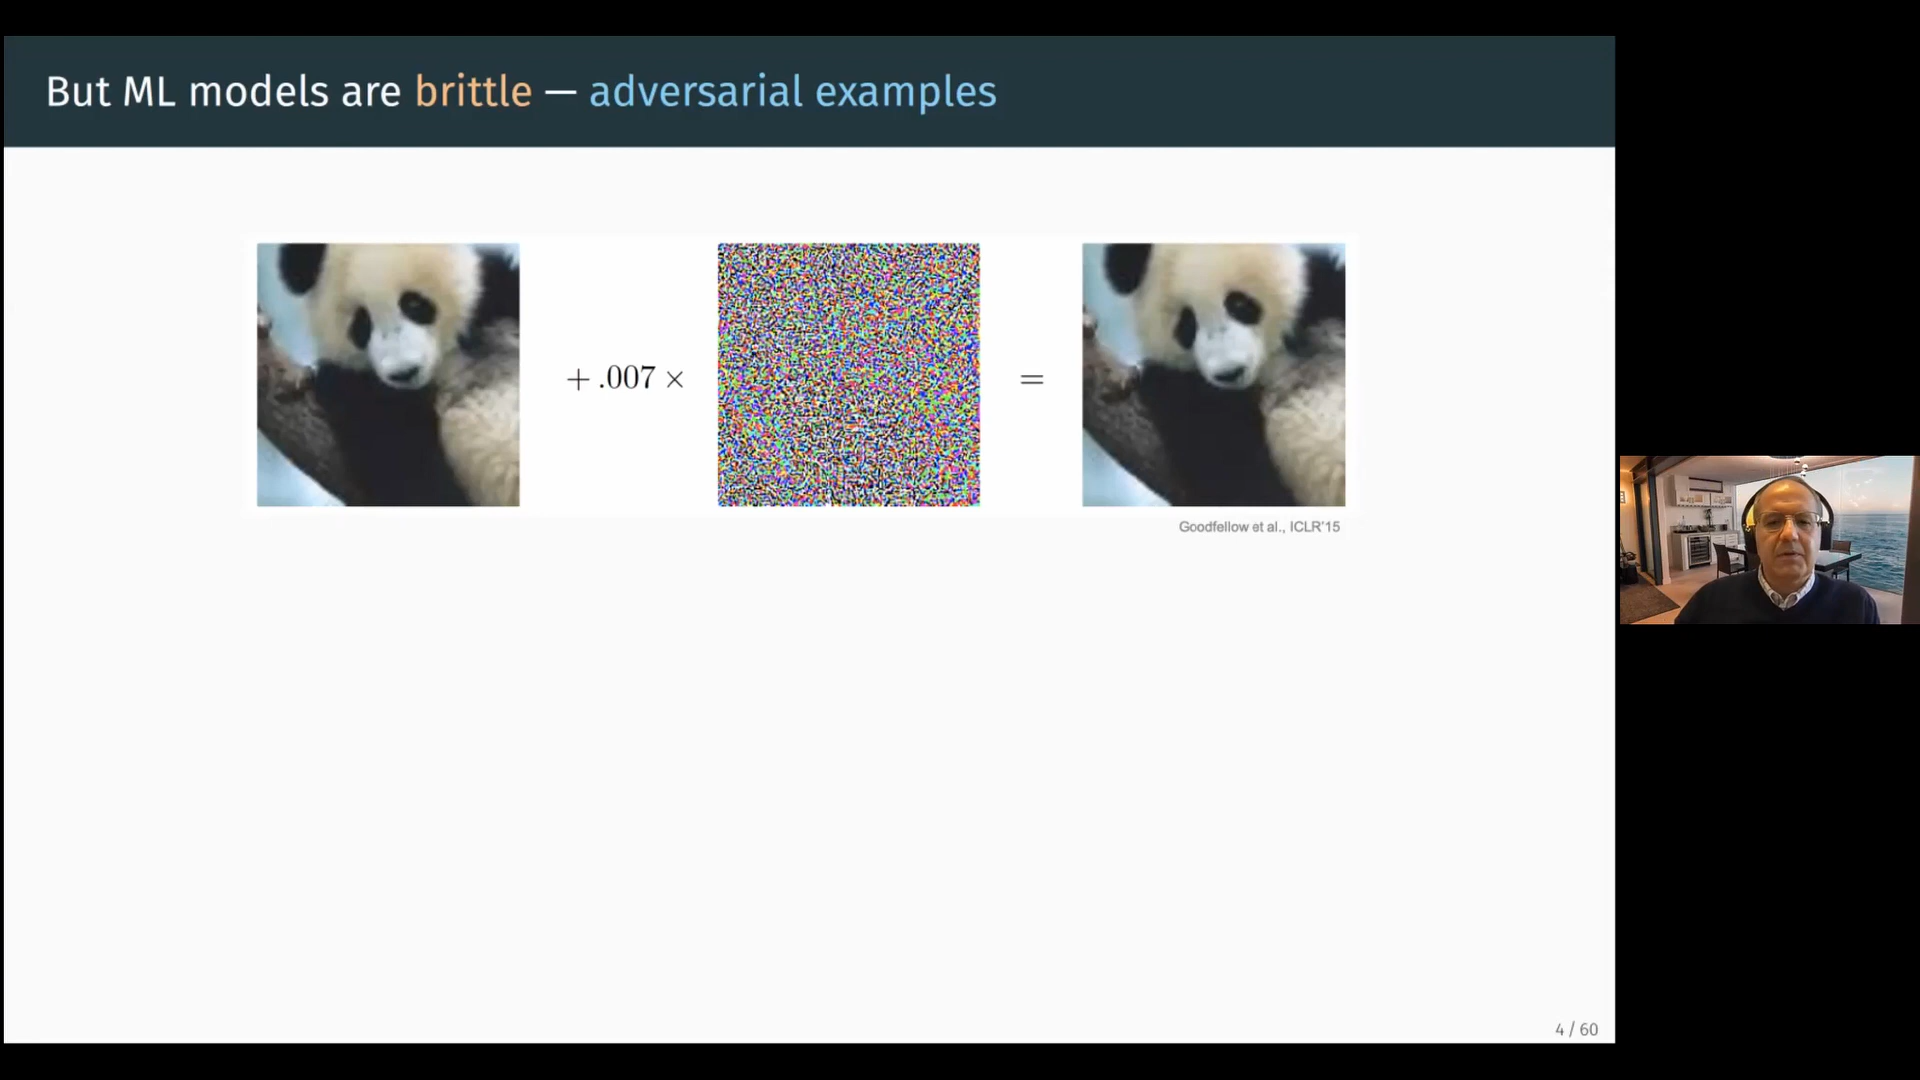 But ML models are brittle — adversarial examples
+ .007 ×
=
Goodfellow et al., ICLR'15
4 / 60